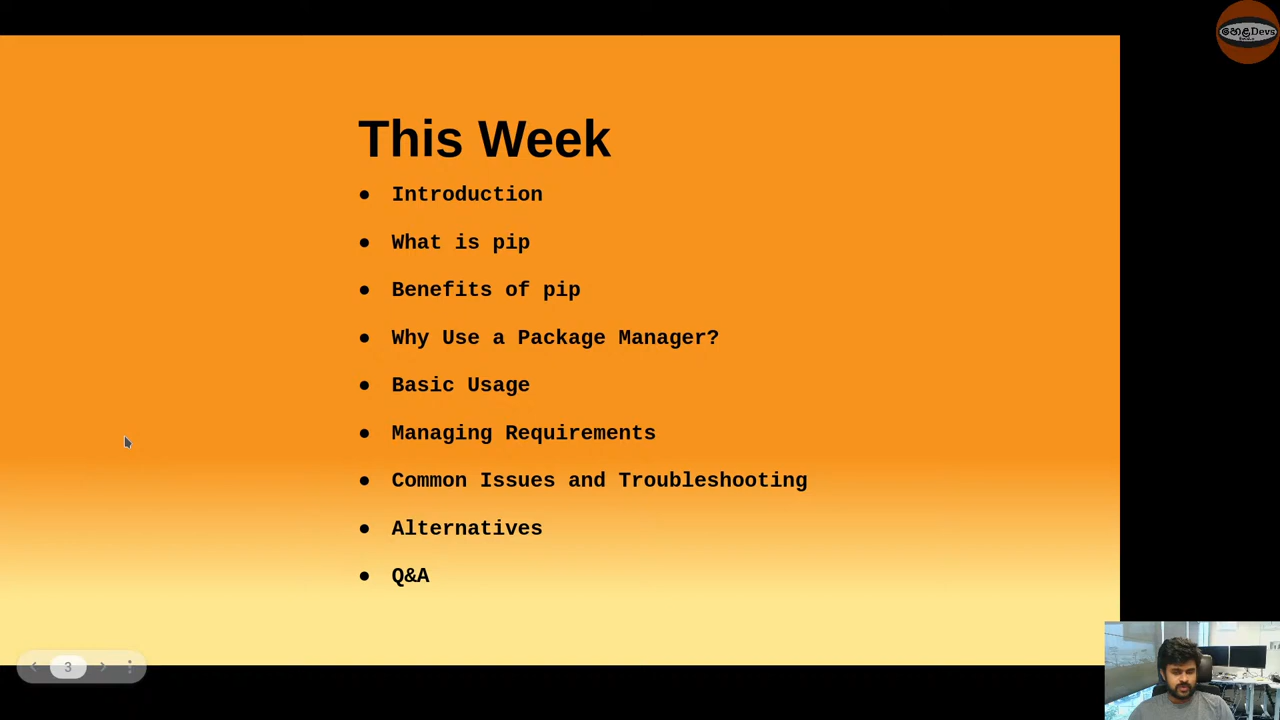 හෙළDevs
This Week
● Introduction
● What is pip
● Benefits of pip
● Why Use a Package Manager?
● Basic Usage
● Managing Requirements
● Common Issues and Troubleshooting
● Alternatives
● Q&A
3